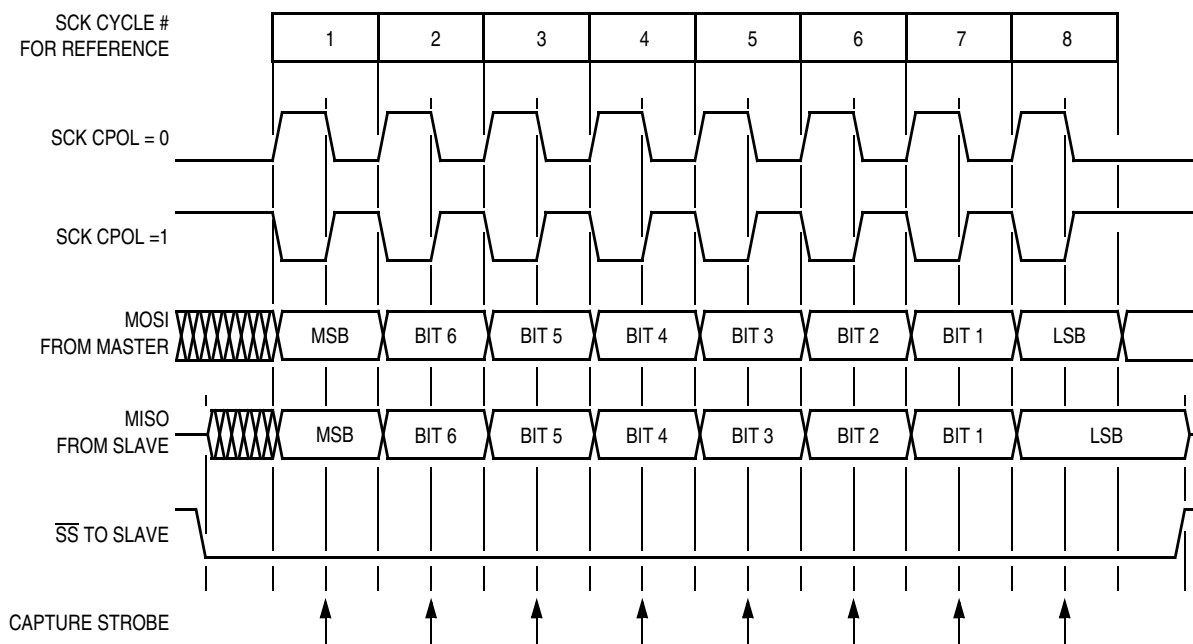 SCK CYCLE #
FOR REFERENCE
1 2 3 4 5 6 7 8
SCK CPOL = 0
SCK CPOL =1
MOSI
FROM MASTER
MSB BIT 6 BIT 5 BIT 4 BIT 3 BIT 2 BIT 1 LSB
MISO
FROM SLAVE
MSB BIT 6 BIT 5 BIT 4 BIT 3 BIT 2 BIT 1 LSB
S̅S̅ TO SLAVE
CAPTURE STROBE